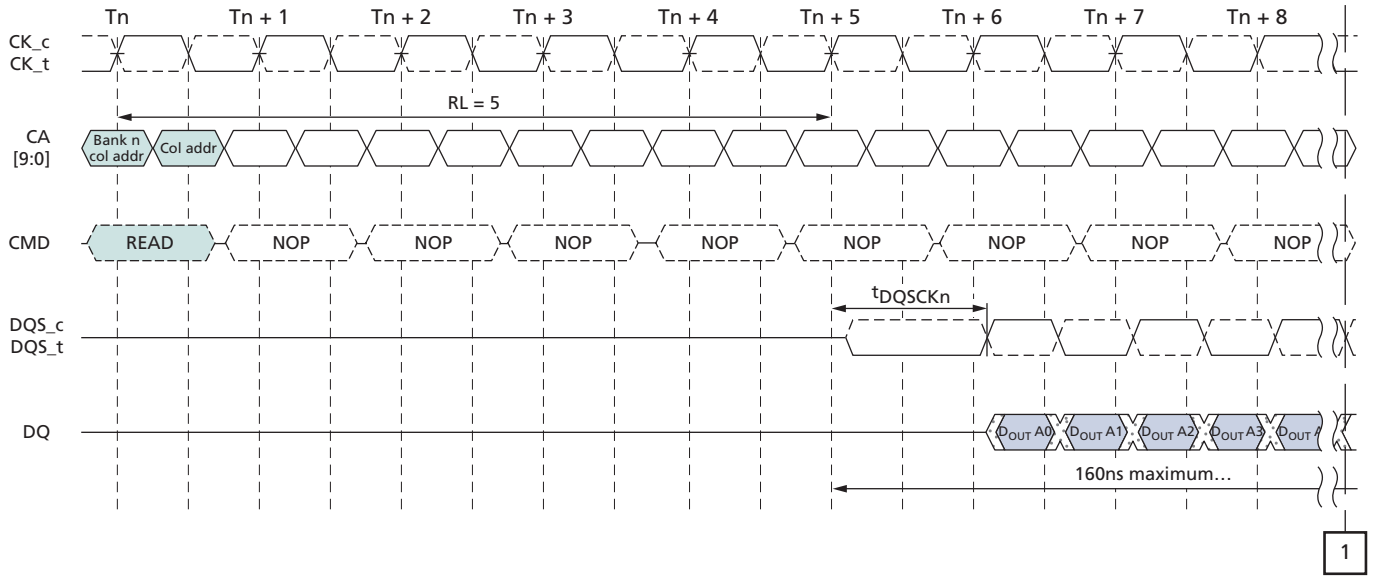 Tn Tn + 1 Tn + 2 Tn + 3 Tn + 4 Tn + 5 Tn + 6 Tn + 7 Tn + 8
CK_c
CK_t
RL = 5
CA
[9:0]
Bank n
col addr
Col addr
CMD
READ NOP NOP NOP NOP NOP NOP NOP NOP
tDQSCKn
DQS_c
DQS_t
DQ
DOUT A0 DOUT A1 DOUT A2 DOUT A3 DOUT A
160ns maximum…
1